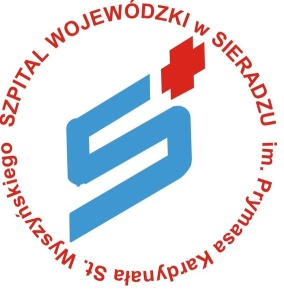 SZPITAL WOJEWÓDZKI w SIERADZU
im. Prymasa Kardynała St. Wyszyńskiego